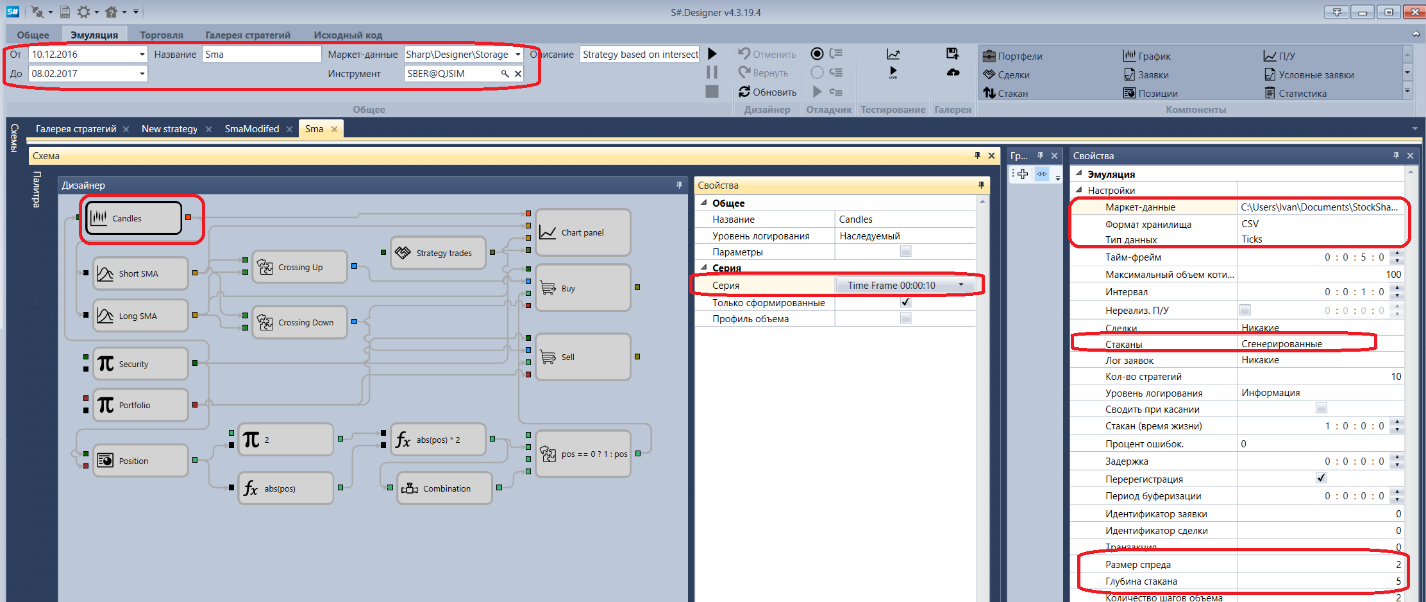 S#
S#.Designer v4.3.19.4
Общее Эмуляция Торговля Галерея стратегий Исходный код
От 10.12.2016 Название Sma Маркет-данные Sharp\Designer\Storage Описание Strategy based on intersect
До 08.02.2017 Инструмент SBER@QJSIM
Отменить
Вернуть
Обновить
LIVE
Портфели График П/У
Сделки Заявки Условные заявки
Стакан Позиции Статистика
Общее Дизайнер Отладчик Тестирование Галерея Компоненты
Схемы
Галерея стратегий New strategy SmaModifed Sma
Схема
Палитра
Дизайнер
Candles
Short SMA
Long SMA
Security
Portfolio
Position
Crossing Up
Crossing Down
Strategy trades
Chart panel
Buy
Sell
π 2
fx abs(pos) * 2
fx abs(pos)
Combination
pos == 0 ? 1 : pos
Свойства
Общее
Название Candles
Уровень логирования Наследуемый
Параметры
Серия
Серия Time Frame 00:00:10
Только сформированные
Профиль объема
Гр...
Свойства
Эмуляция
Настройки
Маркет-данные C:\Users\Ivan\Documents\StockSha...
Формат хранилища CSV
Тип данных Ticks
Тайм-фрейм 0 : 0 : 5 : 0
Максимальный объем коти... 100
Интервал 0 : 0 : 1 : 0
Нереализ. П/У 0 : 0 : 0 : 0
Сделки Никакие
Стаканы Сгенерированные
Лог заявок Никакие
Кол-во стратегий 10
Уровень логирования Информация
Сводить при касании
Стакан (время жизни) 1 : 0 : 0 : 0
Процент ошибок. 0
Задержка 0 : 0 : 0 : 0
Перерегистрация
Период буферизации 0 : 0 : 0 : 0
Идентификатор заявки 0
Идентификатор сделки 0
Транзакция 0
Размер спреда 2
Глубина стакана 5
Количество шагов объема 2